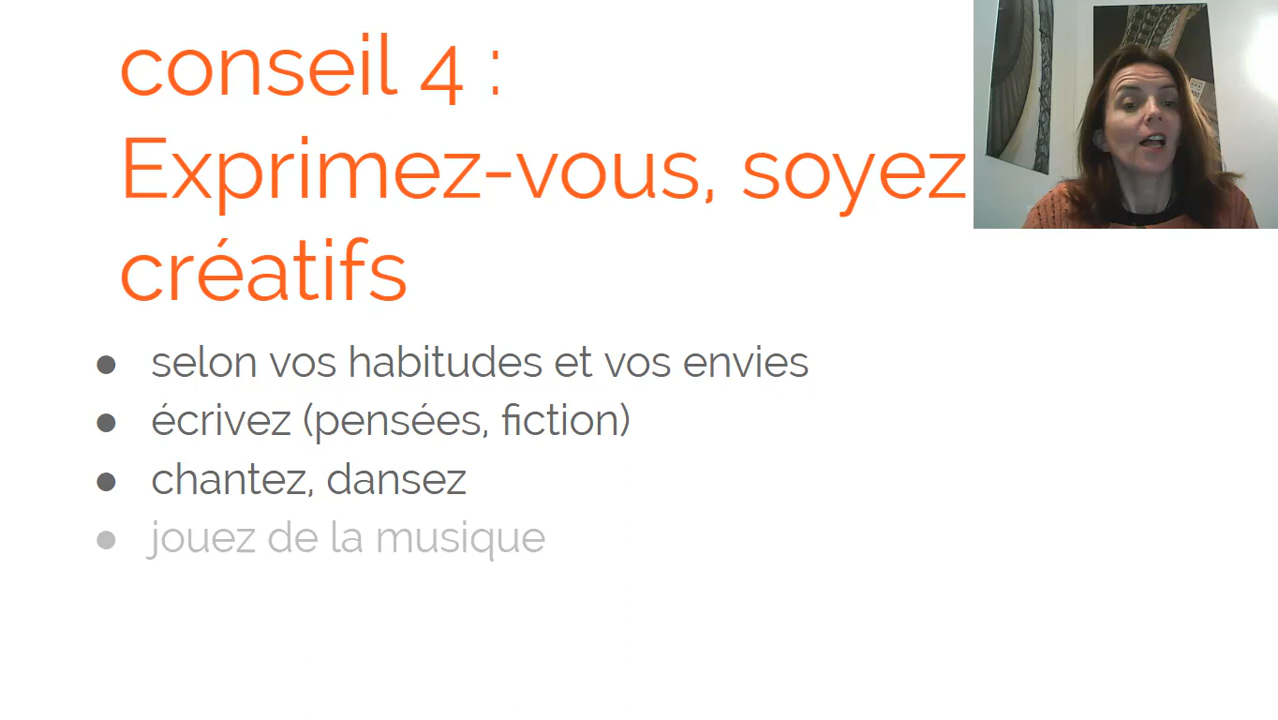 conseil 4 :
Exprimez-vous, soyez
créatifs
● selon vos habitudes et vos envies
● écrivez (pensées, fiction)
● chantez, dansez
● jouez de la musique